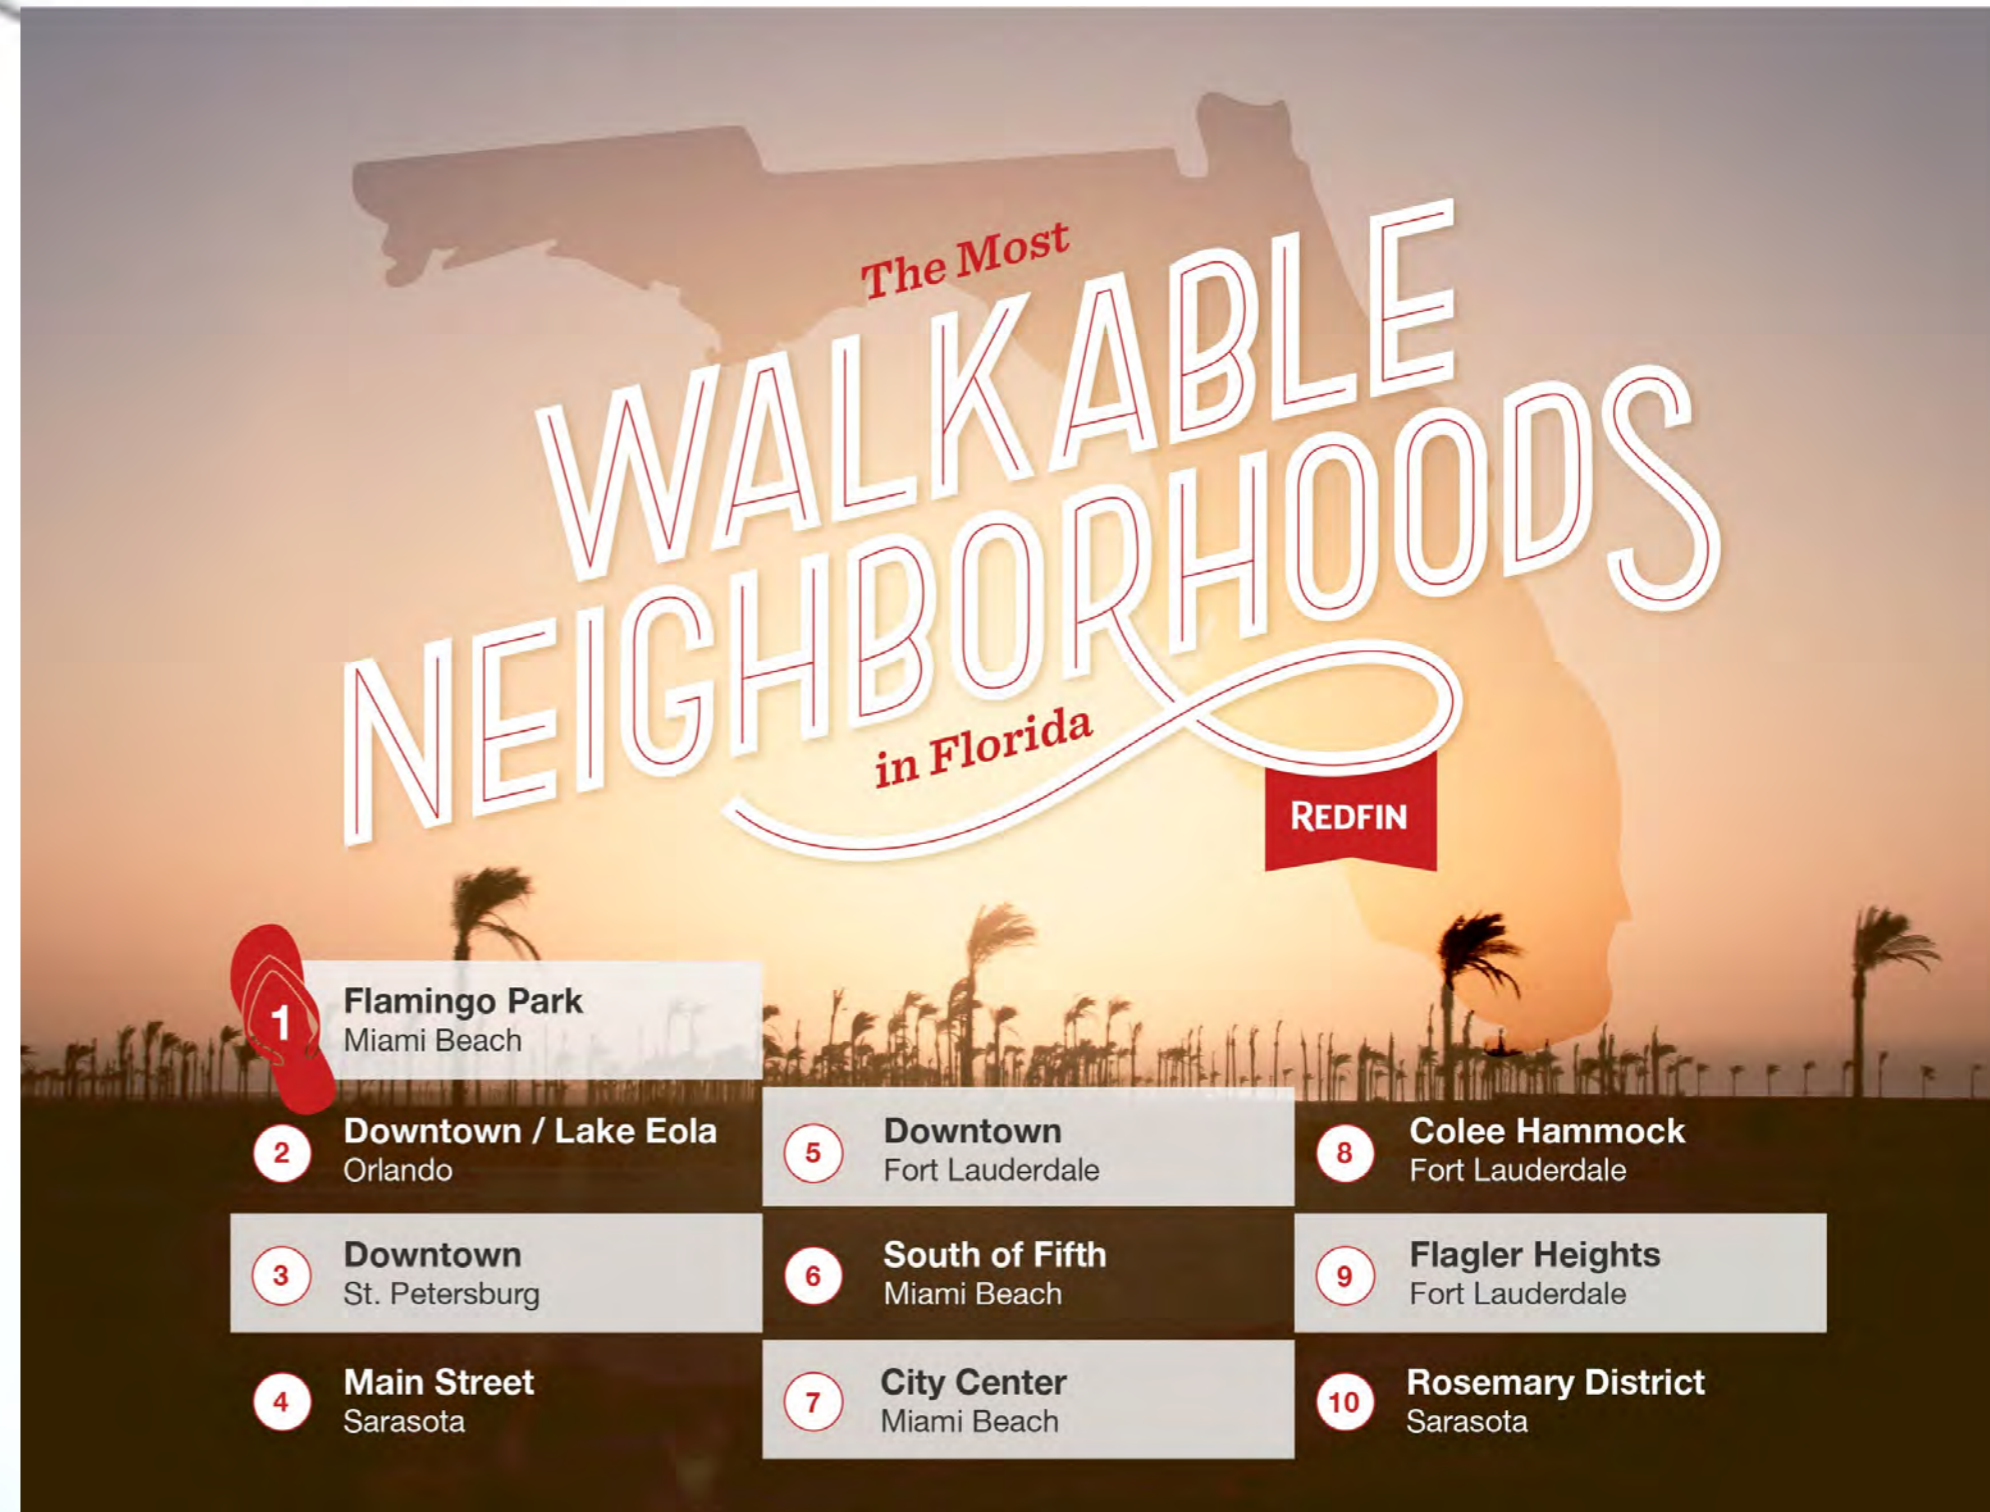 The Most
WALKABLE
NEIGHBORHOODS
in Florida
REDFIN
1
Flamingo Park
Miami Beach
2
Downtown / Lake Eola
Orlando
3
Downtown
St. Petersburg
4
Main Street
Sarasota
5
Downtown
Fort Lauderdale
6
South of Fifth
Miami Beach
7
City Center
Miami Beach
8
Colee Hammock
Fort Lauderdale
9
Flagler Heights
Fort Lauderdale
10
Rosemary District
Sarasota